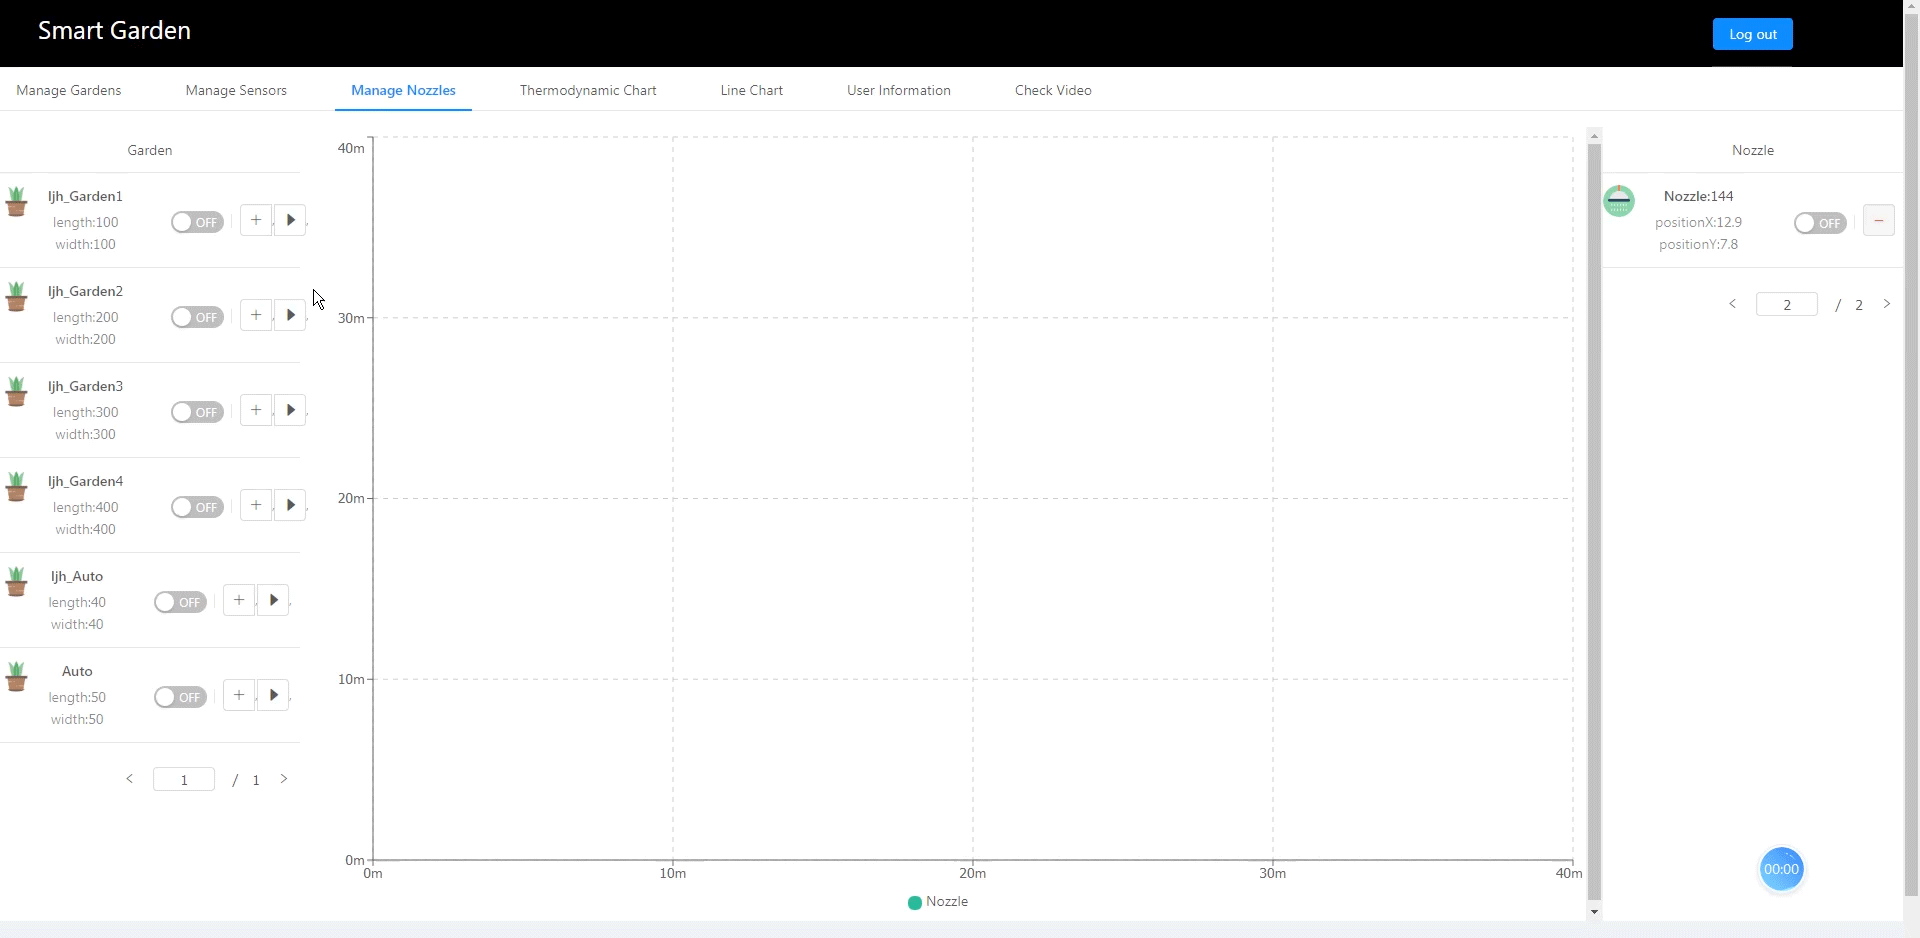 Smart Garden
Log out
Manage Gardens Manage Sensors Manage Nozzles Thermodynamic Chart Line Chart User Information Check Video
Garden
ljh_Garden1
length:100
width:100
OFF
+
ljh_Garden2
length:200
width:200
OFF
+
ljh_Garden3
length:300
width:300
OFF
+
ljh_Garden4
length:400
width:400
OFF
+
ljh_Auto
length:40
width:40
OFF
+
Auto
length:50
width:50
OFF
+
< 1 / 1 >
40m
30m
20m
10m
0m
0m 10m 20m 30m 40m
Nozzle
Nozzle
Nozzle:144
positionX:12.9
positionY:7.8
OFF
−
< 2 / 2 >
00:00